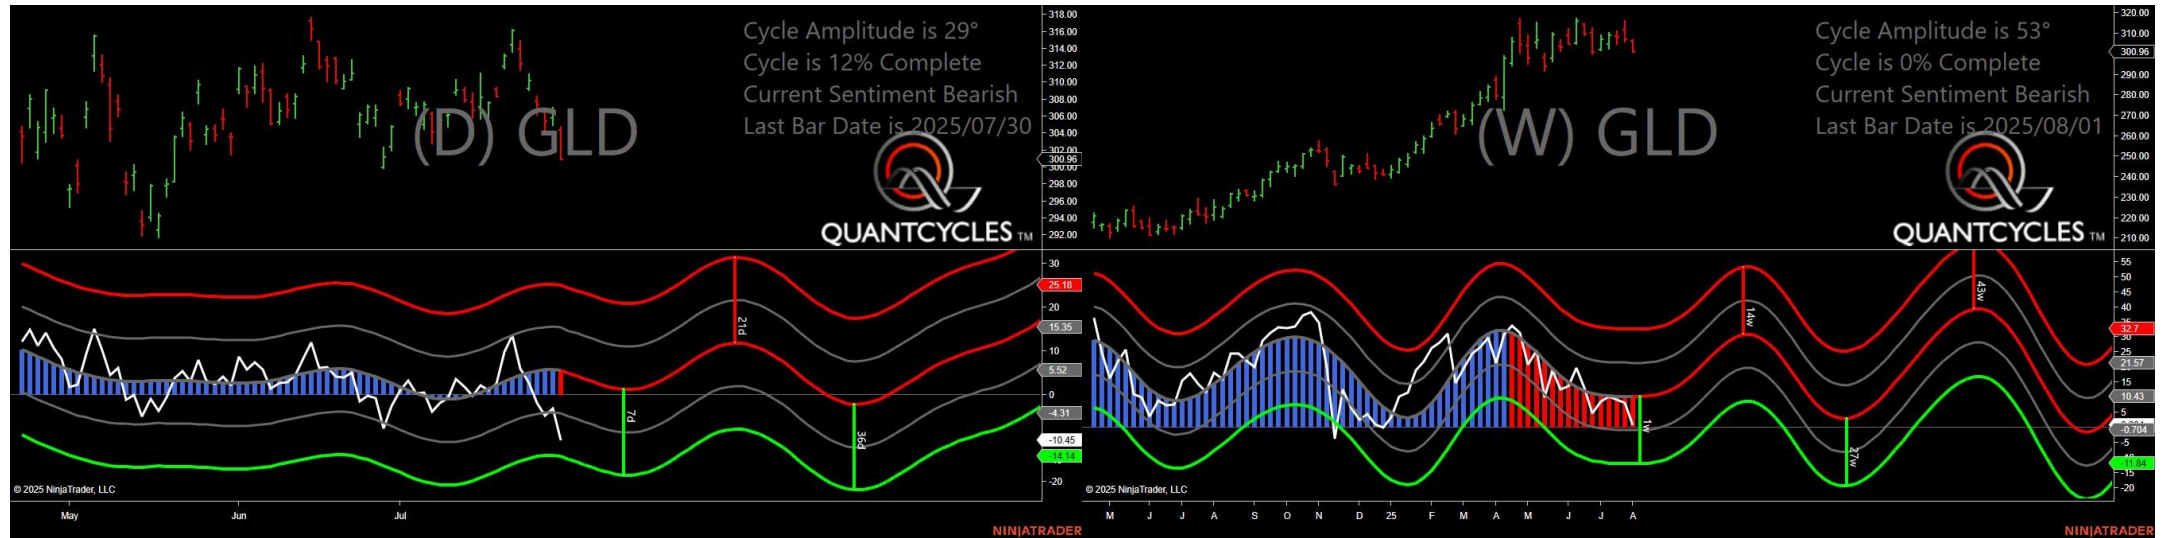 Cycle Amplitude is 29°
Cycle is 12% Complete
Current Sentiment Bearish
Last Bar Date is 2025/07/30
(D) GLD
QUANTCYCLES TM
318.00
316.00
314.00
312.00
310.00
308.00
306.00
304.00
302.00
300.96
300.00
298.00
296.00
294.00
292.00
30
25.18
20
15.35
10
5.52
0
-4.31
-10.45
-14.14
-20
21d
7d
36d
© 2025 NinjaTrader, LLC
May
Jun
Jul
NINJATRADER
Cycle Amplitude is 53°
Cycle is 0% Complete
Current Sentiment Bearish
Last Bar Date is 2025/08/01
(W) GLD
QUANTCYCLES TM
320.00
310.00
300.96
290.00
280.00
270.00
260.00
250.00
240.00
230.00
220.00
210.00
55
50
45
40
32.7
30
25
21.57
15
10.43
5
-0.704
-5
-11.84
-15
-20
14w
43w
1w
27w
© 2025 NinjaTrader, LLC
M
J
J
A
S
O
N
D
25
F
M
A
M
J
J
A
NINJATRADER